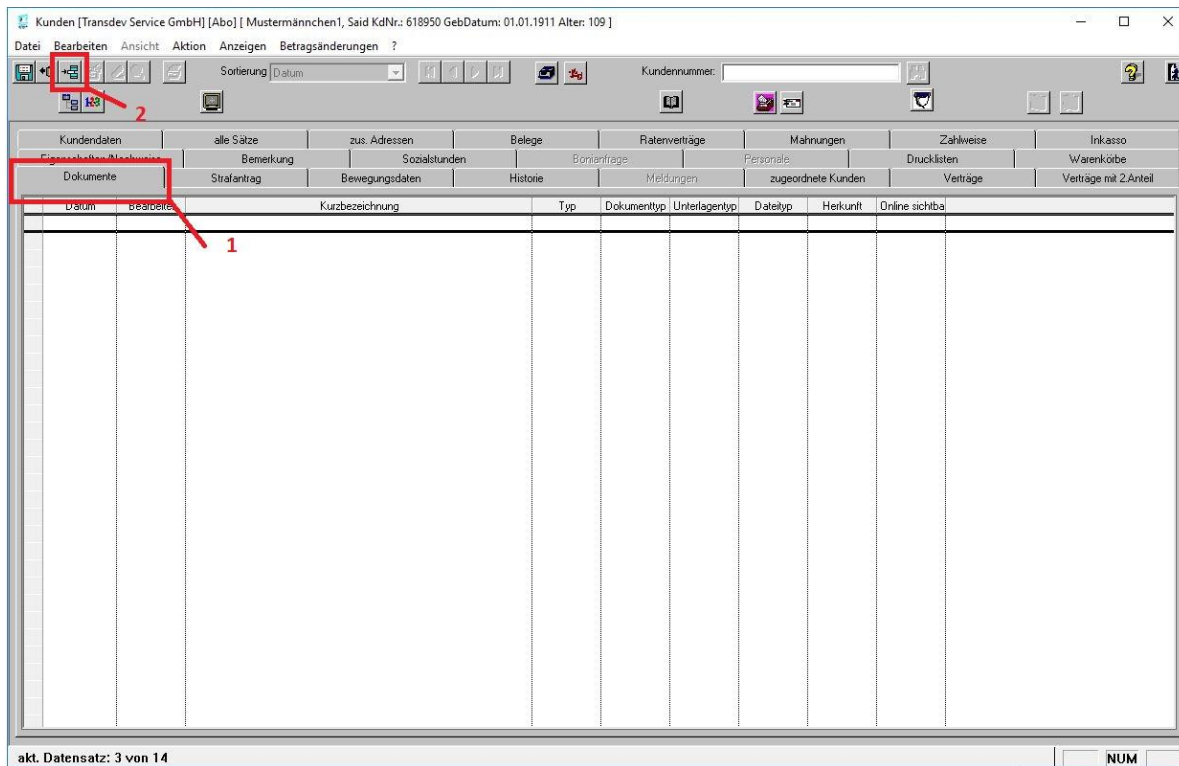 Kunden [Transdev Service GmbH] [Abo] [ Mustermännchen1, Said KdNr.: 618950 GebDatum: 01.01.1911 Alter: 109 ]
Datei Bearbeiten Ansicht Aktion Anzeigen Betragsänderungen ?
Sortierung Datum Kundennummer:
123
2
Kundendaten alle Sätze zus. Adressen Belege Ratenverträge Mahnungen Zahlweise Inkasso
Eigenschaften/Nachweise Bemerkung Sozialstunden Bonianfrage Personale Drucklisten Warenkörbe
Dokumente Strafantrag Bewegungsdaten Historie Meldungen zugeordnete Kunden Verträge Verträge mit 2.Anteil
Datum Bearbeiter Kurzbezeichnung Typ Dokumenttyp Unterlagentyp Dateityp Herkunft Online sichtba
1
akt. Datensatz: 3 von 14 NUM